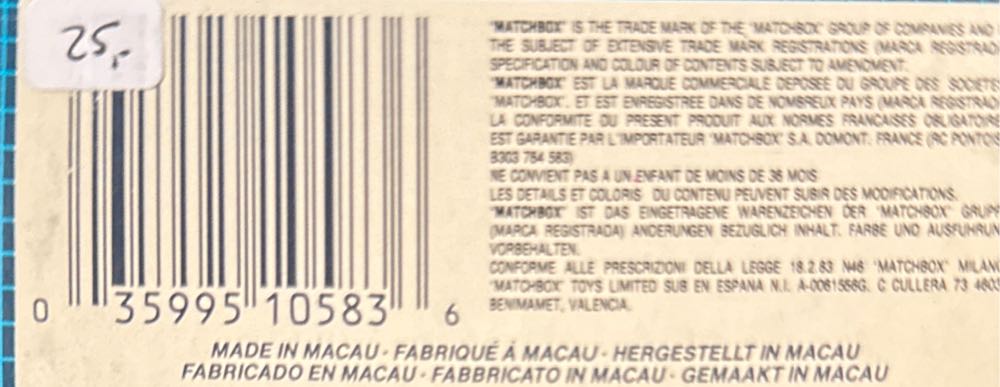 25,-
"MATCHBOX" IS THE TRADE MARK OF THE "MATCHBOX" GROUP OF COMPANIES AND
THE SUBJECT OF EXTENSIVE TRADE MARK REGISTRATIONS (MARCA REGISTRAD
SPECIFICATION AND COLOUR OF CONTENTS SUBJECT TO AMENDMENT.
"MATCHBOX" EST LA MARQUE COMMERCIALE DEPOSEE DU GROUPE DES SOCIETE
"MATCHBOX", ET EST ENREGISTREE DANS DE NOMBREUX PAYS (MARCA REGISTRAD
LA CONFORMITE DU PRESENT PRODUIT AUX NORMES FRANCAISES OBLIGATOIRE
EST GARANTIE PAR L'IMPORTATEUR "MATCHBOX" S.A. DOMONT. FRANCE (RC PONTOIS
B303 754 583)
NE CONVIENT PAS A UN ENFANT DE MOINS DE 36 MOIS
LES DETAILS ET COLORIS DU CONTENU PEUVENT SUBIR DES MODIFICATIONS.
"MATCHBOX" IST DAS EINGETRAGENE WARENZEICHEN DER "MATCHBOX" GRUPP
(MARCA REGISTRADA) ANDERUNGEN BEZUGLICH INHALT. FARBE UND AUSFUHRUN
VORBEHALTEN.
CONFORME ALLE PRESCRIZIONI DELLA LEGGE 18.2.83 N46 "MATCHBOX" MILAN
"MATCHBOX" TOYS LIMITED SUB EN ESPANA N.I. A-0061558G. C CULLERA 73 4603
BENIMAMET, VALENCIA.
0 35995 10583 6
MADE IN MACAU · FABRIQUÉ À MACAU · HERGESTELLT IN MACAU
FABRICADO EN MACAU · FABBRICATO IN MACAU · GEMAAKT IN MACAU